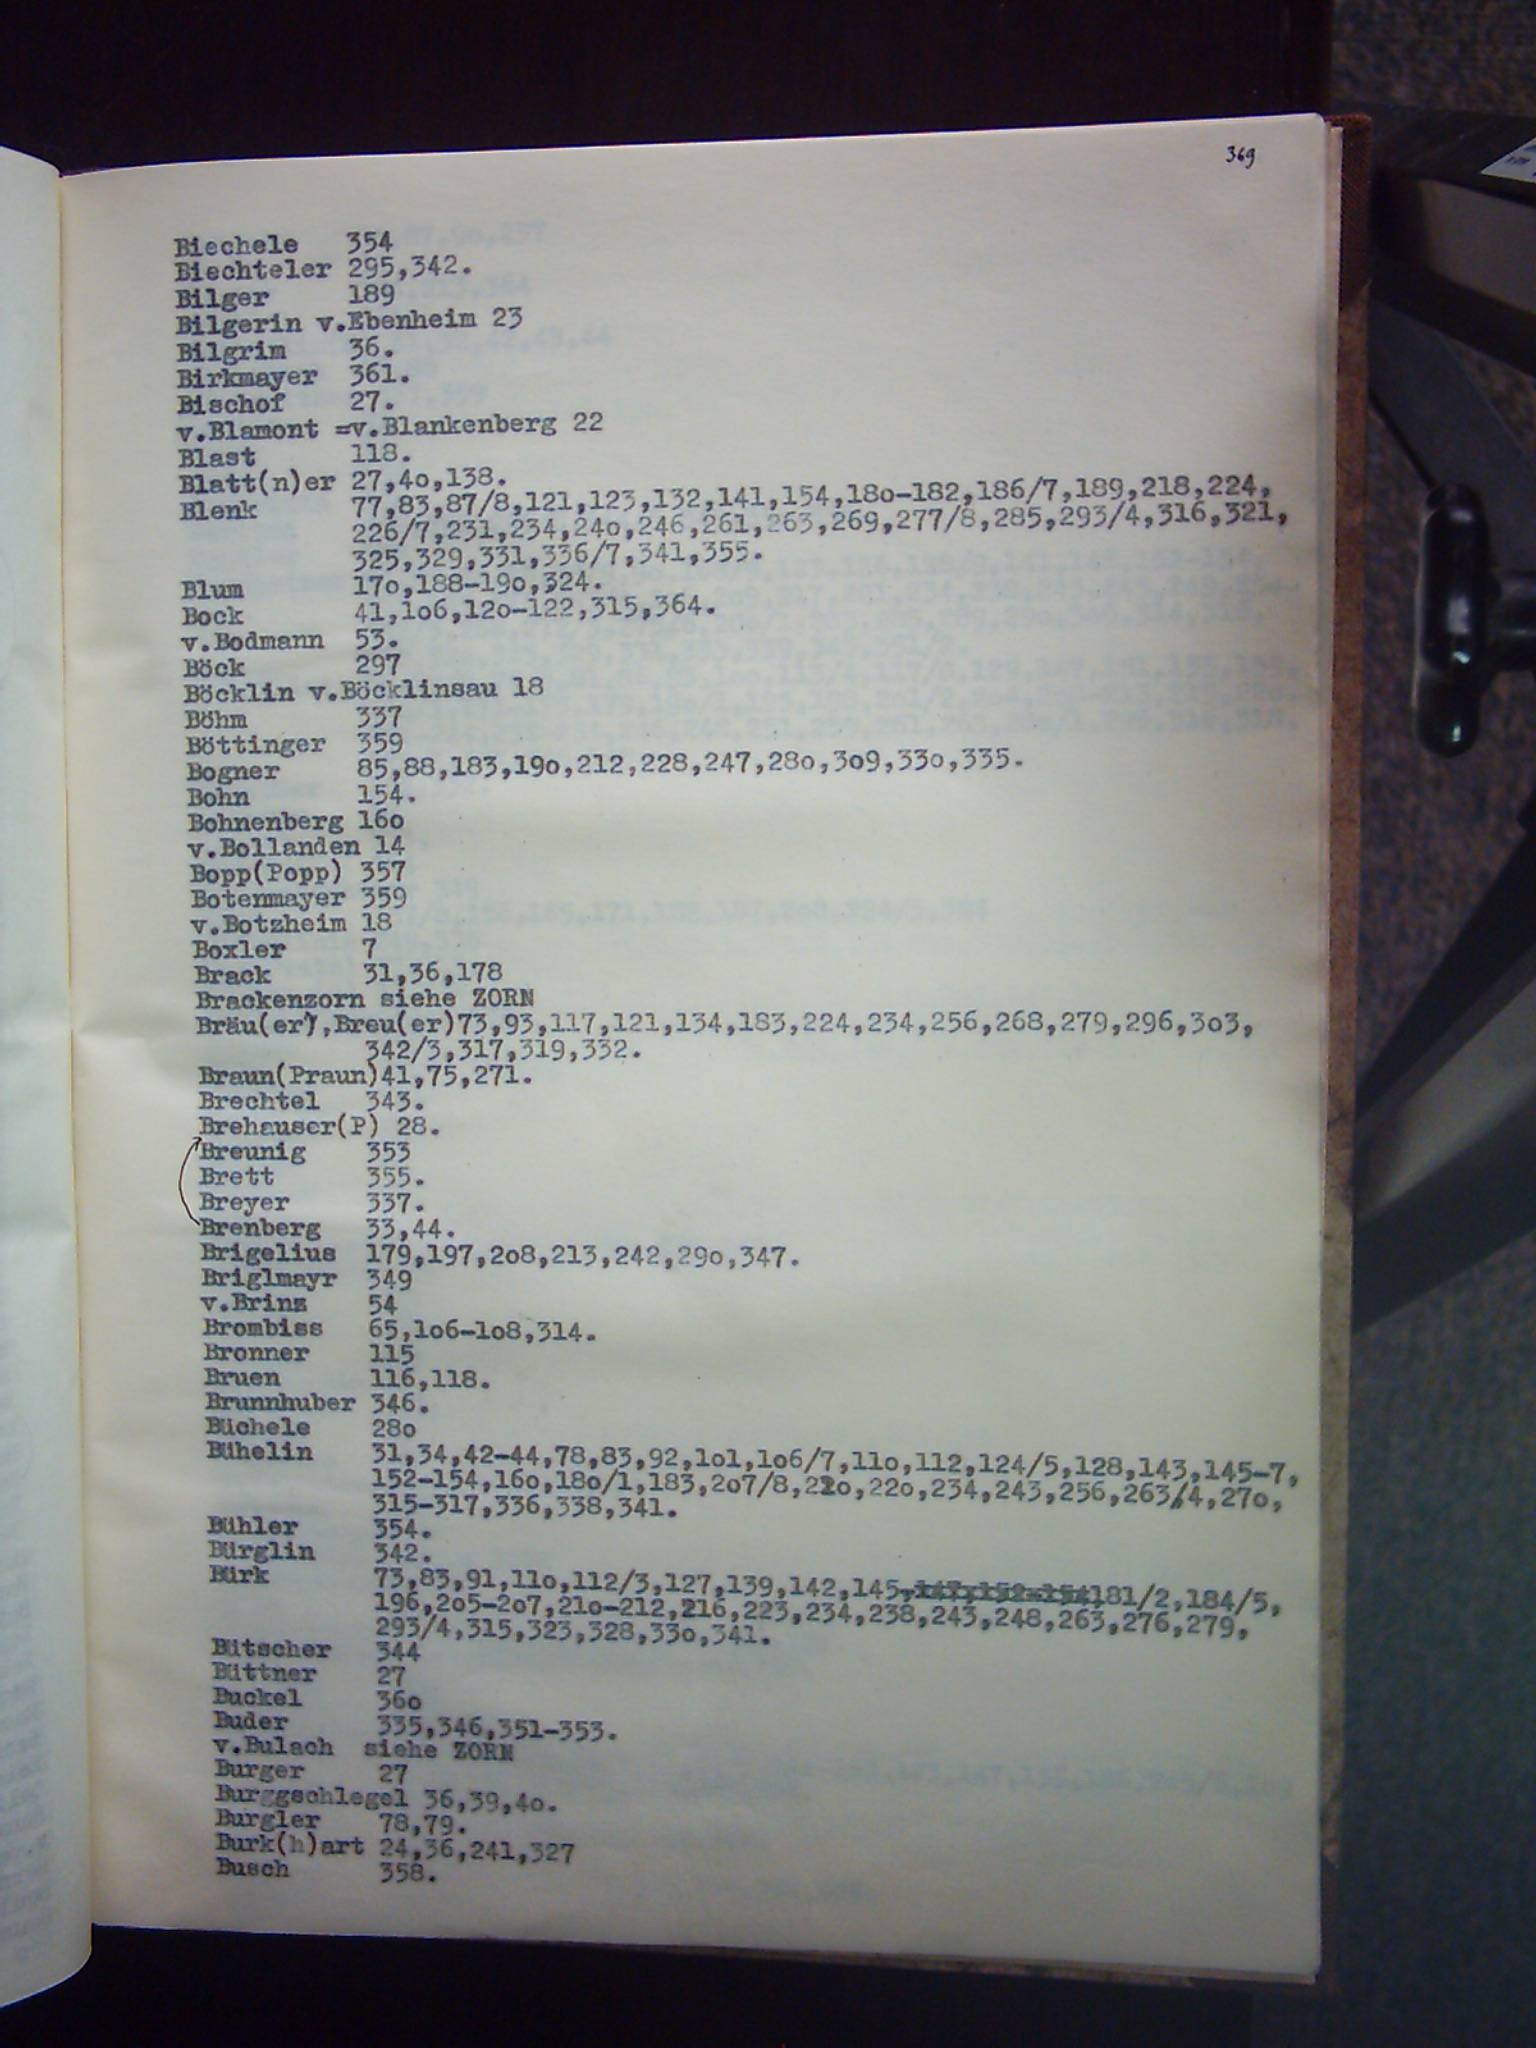 369
Biechele 354
Biechteler 295,342.
Bilger 189
Bilgerin v.Ebenheim 23
Bilgrim 36.
Birkmayer 361.
Bischof 27.
v.Blamont =v.Blankenberg 22
Blast 118.
Blatt(n)er 27,4o,138.
Blenk 77,83,87/8,121,123,132,141,154,18o-182,186/7,189,218,224,
226/7,231,234,24o,246,261,263,269,277/8,285,293/4,316,321,
325,329,331,336/7,341,355.
Blum 17o,188-19o,324.
Bock 41,1o6,12o-122,315,364.
v.Bodmann 53.
Böck 297
Böcklin v.Böcklinsau 18
Böhm 337
Böttinger 359
Bogner 85,88,183,19o,212,228,247,28o,3o9,33o,335.
Bohn 154.
Bohnenberg 16o
v.Bollanden 14
Bopp(Popp) 357
Botenmayer 359
v.Botzheim 18
Boxler 7
Brack 31,36,178
Brackenzorn siehe ZORN
Bräu(er),Breu(er)73,93,117,121,134,183,224,234,256,268,279,296,3o3,
342/3,317,319,332.
Braun(Praun)41,75,271.
Brechtel 343.
Brehauser(P) 28.
Breunig 353
Brett 355.
Breyer 337.
Brenberg 33,44.
Brigelius 179,197,2o8,213,242,29o,347.
Briglmayr 349
v.Brinz 54
Brombiss 65,1o6-1o8,314.
Bronner 115
Bruen 116,118.
Brunnhuber 346.
Büchele 28o
Bühelin 31,34,42-44,78,83,92,1o1,1o6/7,11o,112,124/5,128,143,145-7,
152-154,16o,18o/1,183,2o7/8,22o,234,243,256,263/4,27o,
315-317,336,338,341.
Bühler 354.
Bürglin 342.
Bürk 73,83,91,11o,112/3,127,139,142,145,147,152-154181/2,184/5,
196,2o5-2o7,21o-212,216,223,234,238,243,248,263,276,279,
293/4,315,323,328,33o,341.
Bütscher 344
Büttner 27
Buckel 36o
Buder 335,346,351-353.
v.Bulach siehe ZORN
Burger 27
Burggschlegel 36,39,4o.
Burgler 78,79.
Burk(h)art 24,36,241,327
Busch 358.